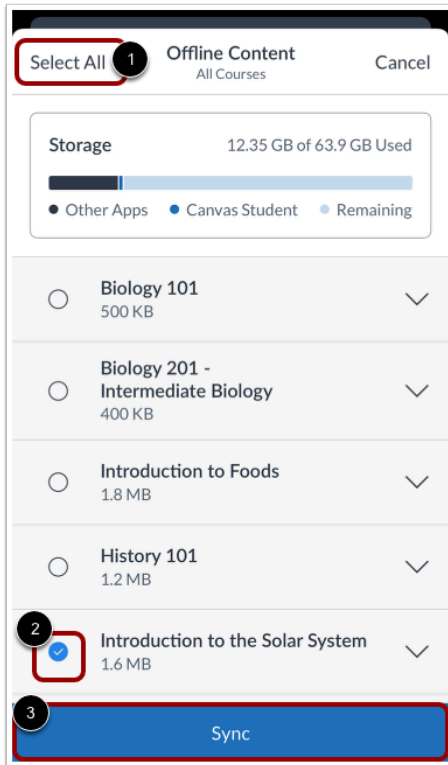 Select All 1 Offline Content Cancel
All Courses
Storage 12.35 GB of 63.9 GB Used
Other Apps Canvas Student Remaining
Biology 101
500 KB
Biology 201 -
Intermediate Biology
400 KB
Introduction to Foods
1.8 MB
History 101
1.2 MB
2
Introduction to the Solar System
1.6 MB
3
Sync